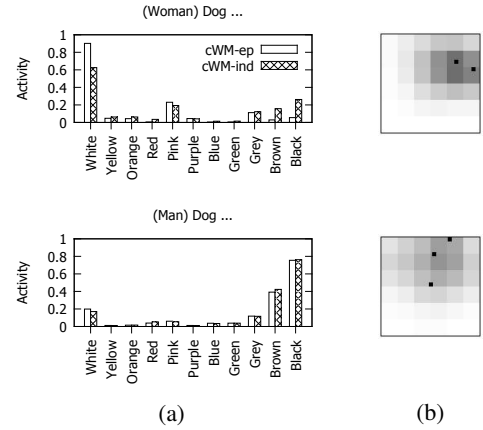 (Woman) Dog ...
Activity
1
0.8
0.6
0.4
0.2
0
cWM-ep
cWM-ind
White
Yellow
Orange
Red
Pink
Purple
Blue
Green
Grey
Brown
Black
(Man) Dog ...
Activity
1
0.8
0.6
0.4
0.2
0
White
Yellow
Orange
Red
Pink
Purple
Blue
Green
Grey
Brown
Black
(a)
(b)